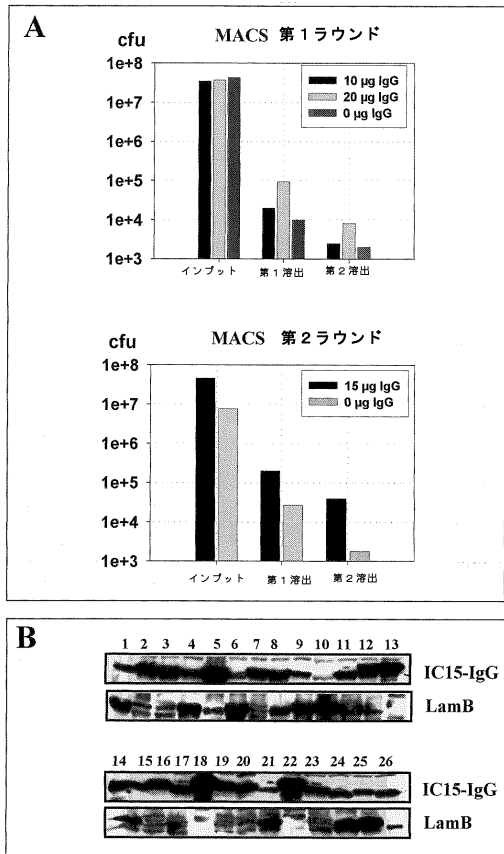 A
MACS 第1ラウンド
cfu
1e+8
1e+7
1e+6
1e+5
1e+4
1e+3
10 µg IgG
20 µg IgG
0 µg IgG
インプット 第1溶出 第2溶出
MACS 第2ラウンド
cfu
1e+8
1e+7
1e+6
1e+5
1e+4
1e+3
15 µg IgG
0 µg IgG
インプット 第1溶出 第2溶出
B
1 2 3 4 5 6 7 8 9 10 11 12 13
IC15-IgG
LamB
14 15 16 17 18 19 20 21 22 23 24 25 26
IC15-IgG
LamB